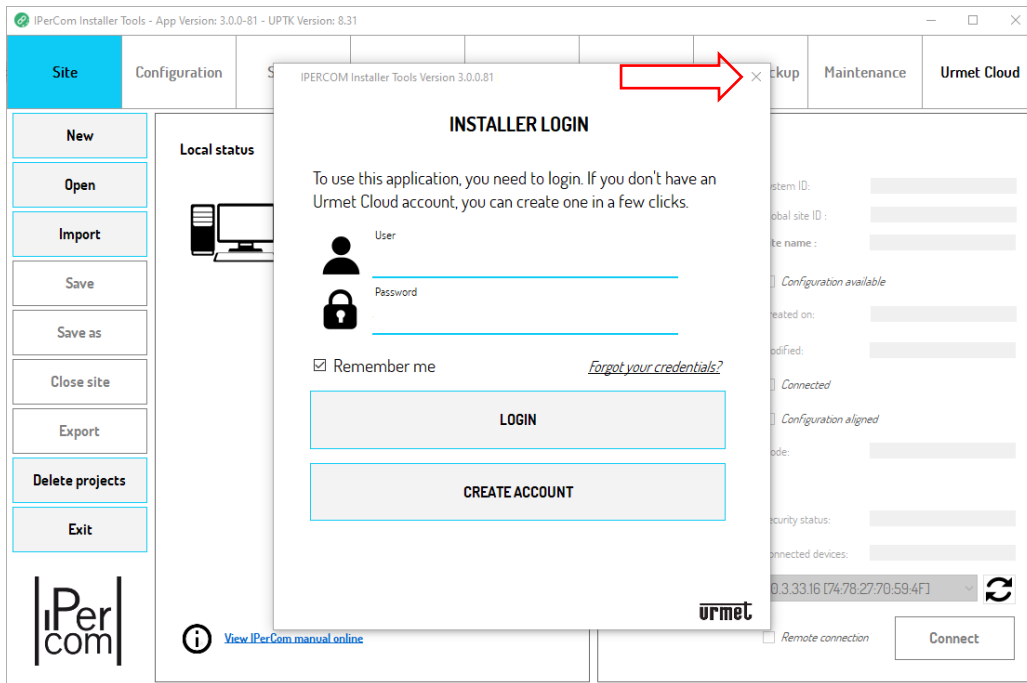 IPerCom Installer Tools - App Version: 3.0.0-81 - UPTK Version: 8.31
Site
Configuration
S
ckup
Maintenance
Urmet Cloud
IPERCOM Installer Tools Version 3.0.0.81
INSTALLER LOGIN
To use this application, you need to login. If you don't have an
Urmet Cloud account, you can create one in a few clicks.
User
Password
Remember me
Forgot your credentials?
LOGIN
CREATE ACCOUNT
urmet
New
Open
Import
Save
Save as
Close site
Export
Delete projects
Exit
IPer
com
Local status
View IPerCom manual online
stem ID:
obal site ID :
te name :
Configuration available
reated on:
odified:
Connected
Configuration aligned
ode:
ecurity status:
onnected devices:
0.3.33.16 [74:78:27:70:59:4F]
Remote connection
Connect